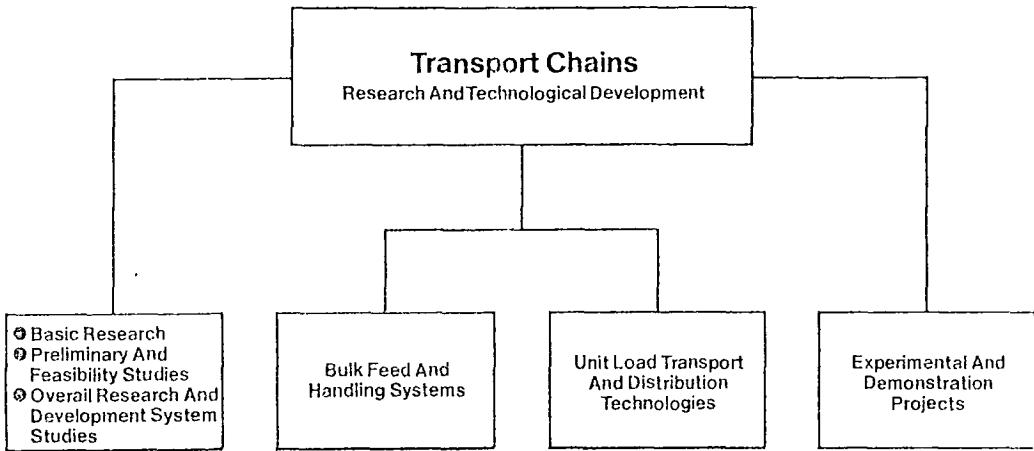 Transport Chains
Research And Technological Development
Basic Research
Preliminary And
Feasibility Studies
Overall Research And
Development System
Studies
Bulk Feed And
Handling Systems
Unit Load Transport
And Distribution
Technologies
Experimental And
Demonstration
Projects